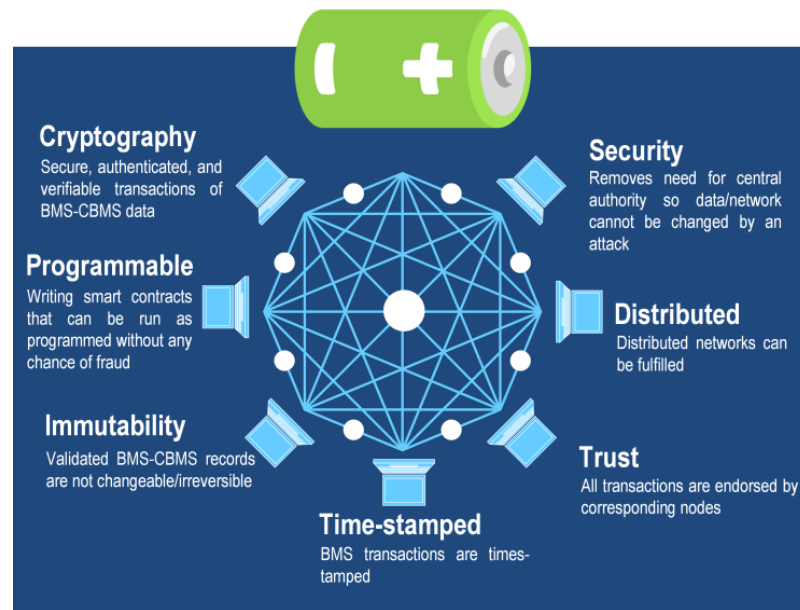 Cryptography
Secure, authenticated, and
verifiable transactions of
BMS-CBMS data
Security
Removes need for central
authority so data/network
cannot be changed by an
attack
Programmable
Writing smart contracts
that can be run as
programmed without any
chance of fraud
Distributed
Distributed networks can
be fulfilled
Immutability
Validated BMS-CBMS records
are not changeable/irreversible
Trust
All transactions are endorsed by
corresponding nodes
Time-stamped
BMS transactions are times-
tamped